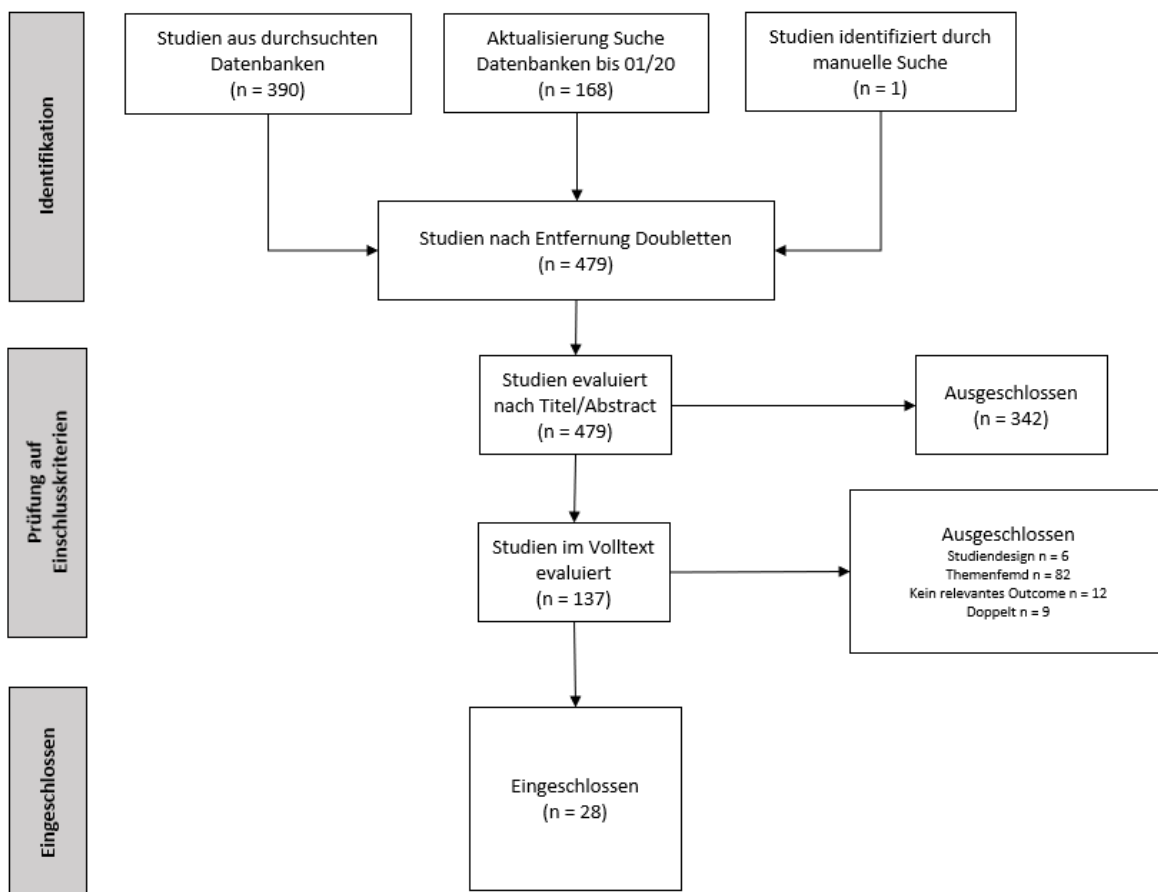 Identifikation
Studien aus durchsuchten
Datenbanken
(n = 390)
Aktualisierung Suche
Datenbanken bis 01/20
(n = 168)
Studien identifiziert durch
manuelle Suche
(n = 1)
Studien nach Entfernung Doubletten
(n = 479)
Prüfung auf
Einschlusskriterien
Studien evaluiert
nach Titel/Abstract
(n = 479)
Ausgeschlossen
(n = 342)
Studien im Volltext
evaluiert
(n = 137)
Ausgeschlossen
Studiendesign n = 6
Themenfemd n = 82
Kein relevantes Outcome n = 12
Doppelt n = 9
Eingeschlossen
Eingeschlossen
(n = 28)